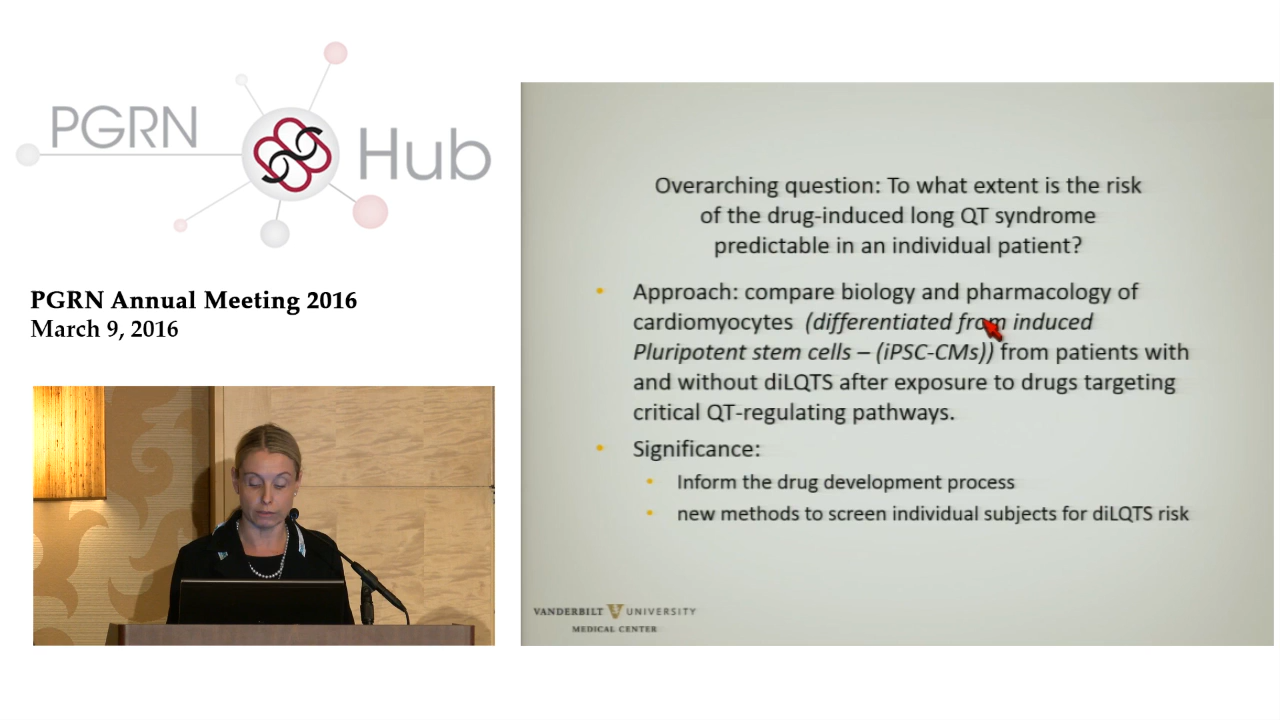 PGRN
Hub
PGRN Annual Meeting 2016
March 9, 2016
Overarching question: To what extent is the risk
of the drug-induced long QT syndrome
predictable in an individual patient?
• Approach: compare biology and pharmacology of
cardiomyocytes (differentiated from induced
Pluripotent stem cells – (iPSC-CMs)) from patients with
and without diLQTS after exposure to drugs targeting
critical QT-regulating pathways.
• Significance:
• Inform the drug development process
• new methods to screen individual subjects for diLQTS risk
VANDERBILT V UNIVERSITY
MEDICAL CENTER